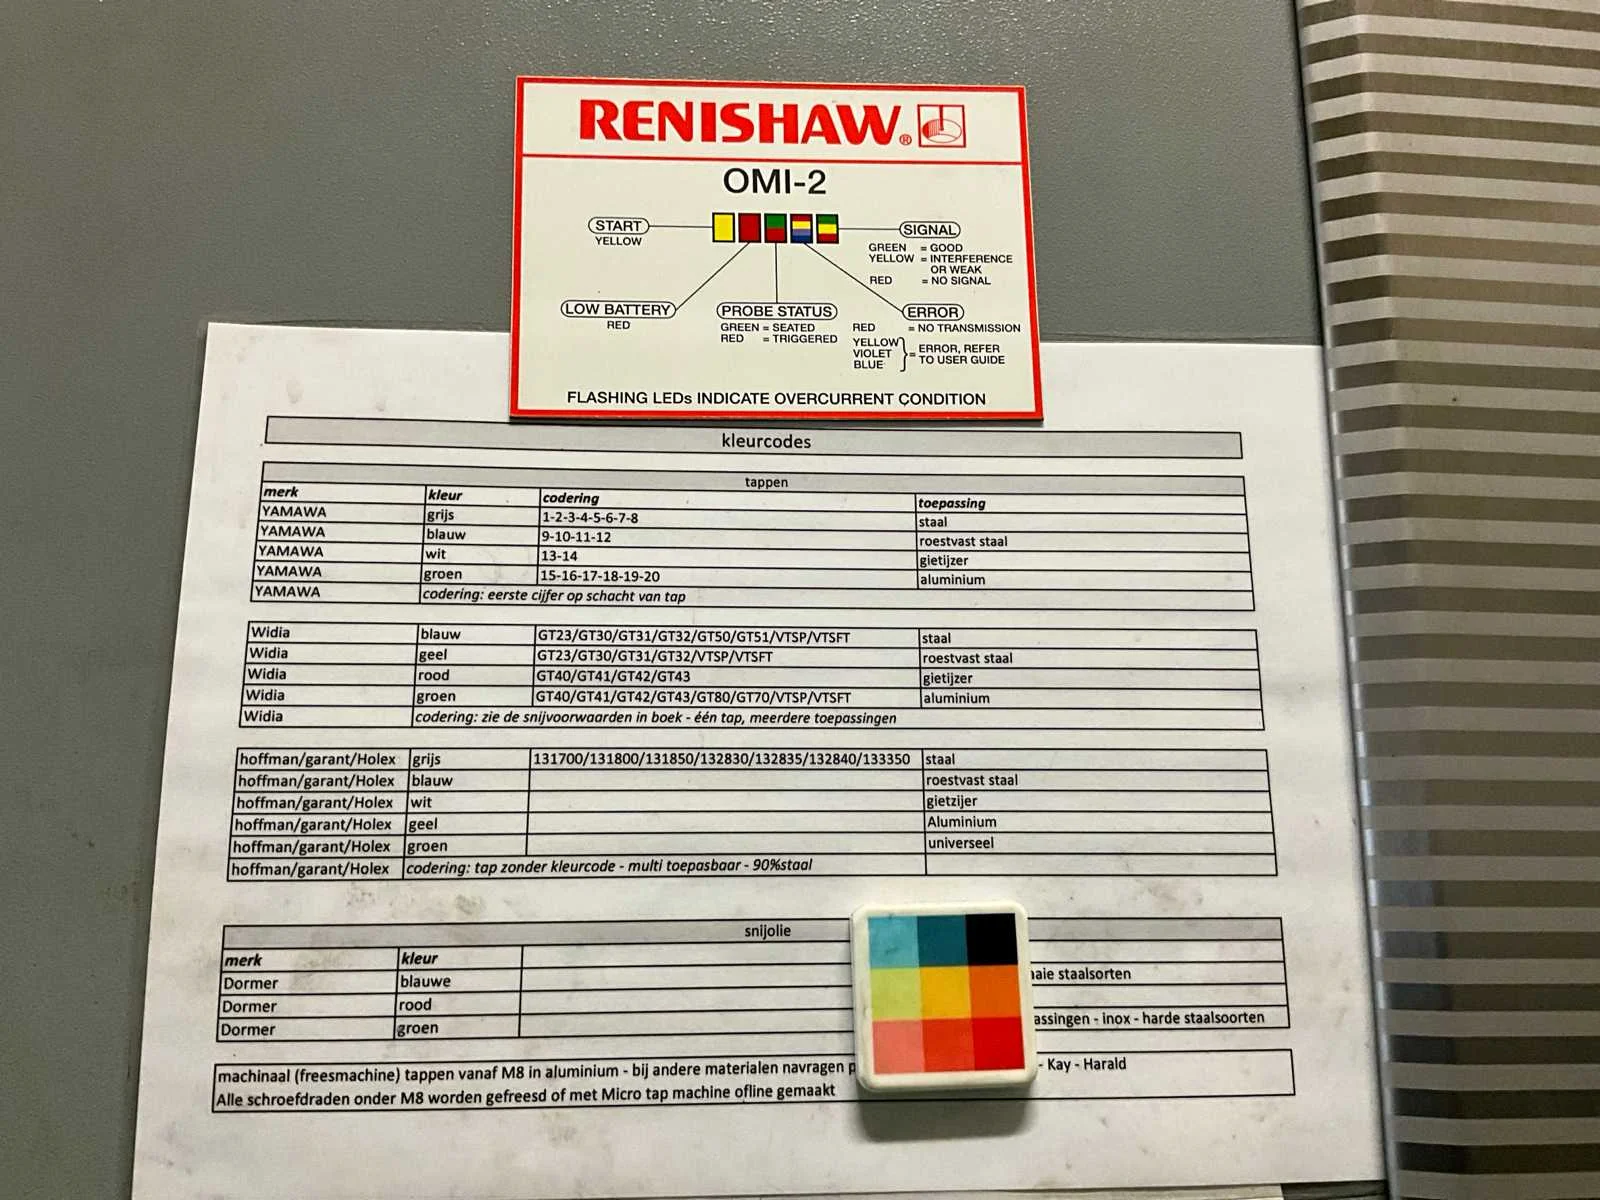 RENISHAW®
OMI-2
START
YELLOW
SIGNAL
GREEN = GOOD
YELLOW = INTERFERENCE
OR WEAK
RED = NO SIGNAL
LOW BATTERY
RED
PROBE STATUS
GREEN = SEATED
RED = TRIGGERED
ERROR
RED = NO TRANSMISSION
YELLOW
VIOLET
BLUE
} = ERROR, REFER
TO USER GUIDE
FLASHING LEDs INDICATE OVERCURRENT CONDITION
kleurcodes
tappen
merk kleur codering toepassing
YAMAWA grijs 1-2-3-4-5-6-7-8 staal
YAMAWA blauw 9-10-11-12 roestvast staal
YAMAWA wit 13-14 gietijzer
YAMAWA groen 15-16-17-18-19-20 aluminium
YAMAWA codering: eerste cijfer op schacht van tap
Widia blauw GT23/GT30/GT31/GT32/GT50/GT51/VTSP/VTSFT staal
Widia geel GT23/GT30/GT31/GT32/VTSP/VTSFT roestvast staal
Widia rood GT40/GT41/GT42/GT43 gietijzer
Widia groen GT40/GT41/GT42/GT43/GT80/GT70/VTSP/VTSFT aluminium
Widia codering: zie de snijvoorwaarden in boek - één tap, meerdere toepassingen
hoffman/garant/Holex grijs 131700/131800/131850/132830/132835/132840/133350 staal
hoffman/garant/Holex blauw roestvast staal
hoffman/garant/Holex wit gietzijer
hoffman/garant/Holex geel Aluminium
hoffman/garant/Holex groen universeel
hoffman/garant/Holex codering: tap zonder kleurcode - multi toepasbaar - 90%staal
snijolie
merk kleur
Dormer blauwe staalsorten
Dormer rood
Dormer groen - inox - harde staalsoorten
machinaal (freesmachine) tappen vanaf M8 in aluminium - bij andere materialen navragen - Kay - Harald
Alle schroefdraden onder M8 worden gefreesd of met Micro tap machine ofline gemaakt